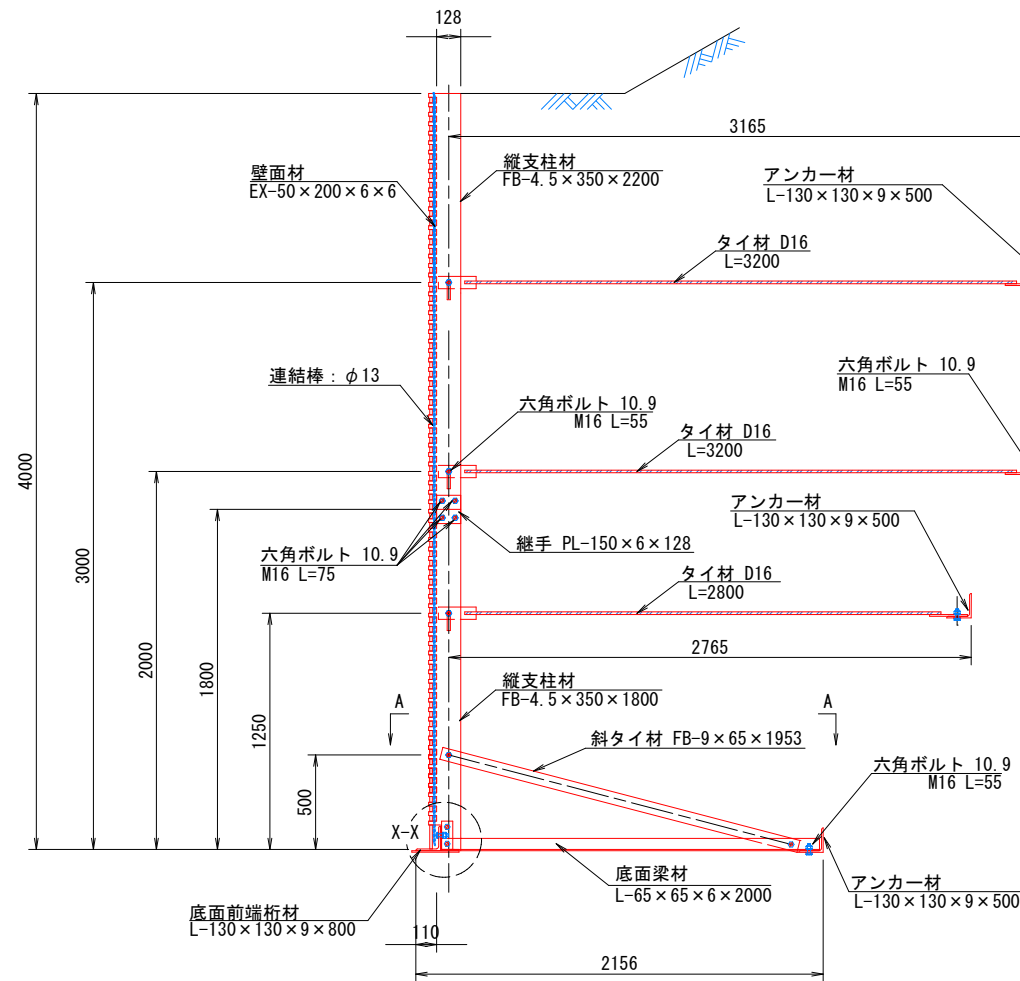 128
3165
壁面材
EX-50×200×6×6
縦支柱材
FB-4.5×350×2200
アンカー材
L-130×130×9×500
タイ材 D16
L=3200
連結棒：φ13
六角ボルト 10.9
M16 L=55
六角ボルト 10.9
M16 L=55
タイ材 D16
L=3200
アンカー材
L-130×130×9×500
4000
3000
2000
1800
1250
500
六角ボルト 10.9
M16 L=75
継手 PL-150×6×128
タイ材 D16
L=2800
2765
縦支柱材
FB-4.5×350×1800
A
A
斜タイ材 FB-9×65×1953
六角ボルト 10.9
M16 L=55
X-X
底面梁材
L-65×65×6×2000
アンカー材
L-130×130×9×500
底面前端桁材
L-130×130×9×800
110
2156